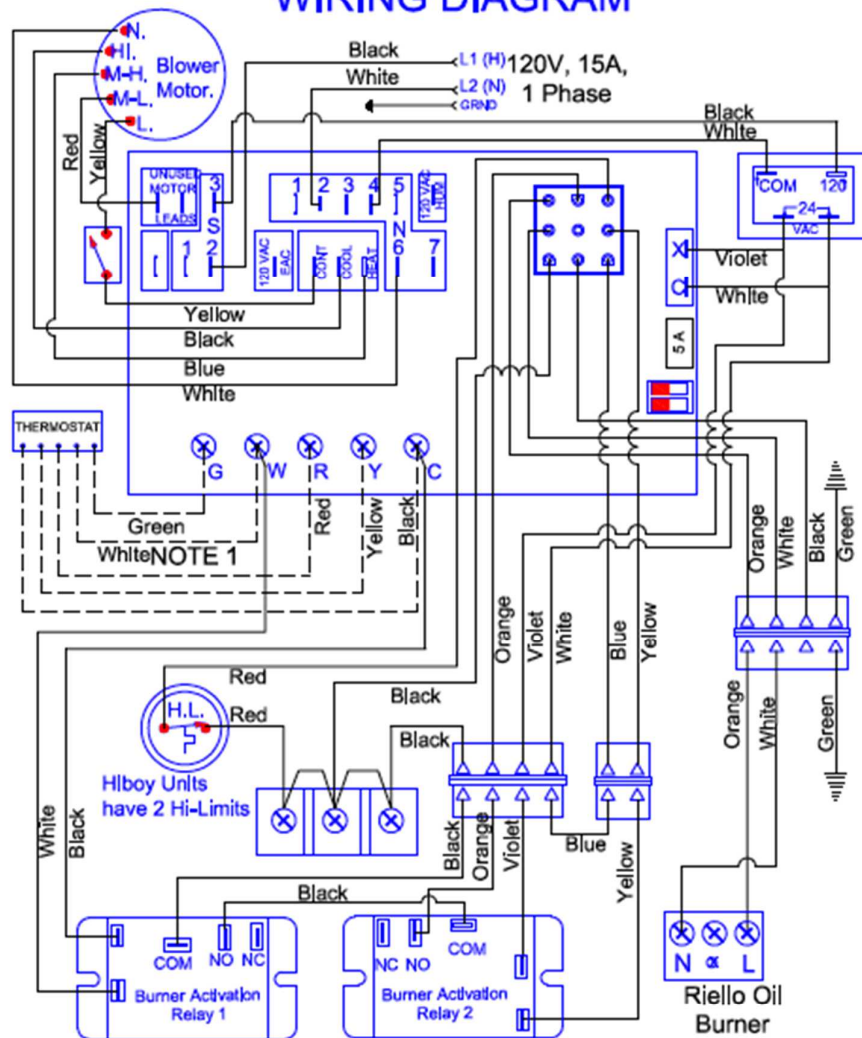 WIRING DIAGRAM
N.
HI.
M-H.
M-L.
L.
Blower
Motor.
Black
White
L1 (H)
L2 (N)
GRND
120V, 15A,
1 Phase
Black
White
Red
Yellow
UNUSED
MOTOR
LEADS
3
S
1
2
1
2
3
4
5
N
6
7
120 VAC
HUM
120 VAC
EAC
CONT
COOL
HEAT
COM
120
24
VAC
X
Violet
C
White
5 A
Yellow
Black
Blue
White
THERMOSTAT
G
W
R
Y
C
Green
White
NOTE 1
Red
Yellow
Black
Orange
White
Black
Green
Orange
Violet
White
Blue
Yellow
Red
Black
H.L.
Red
Black
Hiboy Units
have 2 Hi-Limits
White
Black
Black
Orange
Violet
Blue
Yellow
Orange
White
Green
Black
COM
NO
NC
Burner Activation
Relay 1
NC
NO
COM
Burner Activation
Relay 2
N
α
L
Riello Oil
Burner